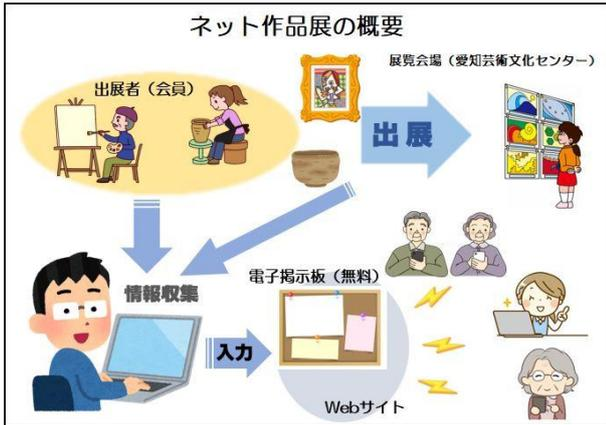 ネット作品展の概要
展覧会場（愛知芸術文化センター）
出展者（会員）
出展
情報収集
電子掲示板（無料）
入力
Webサイト